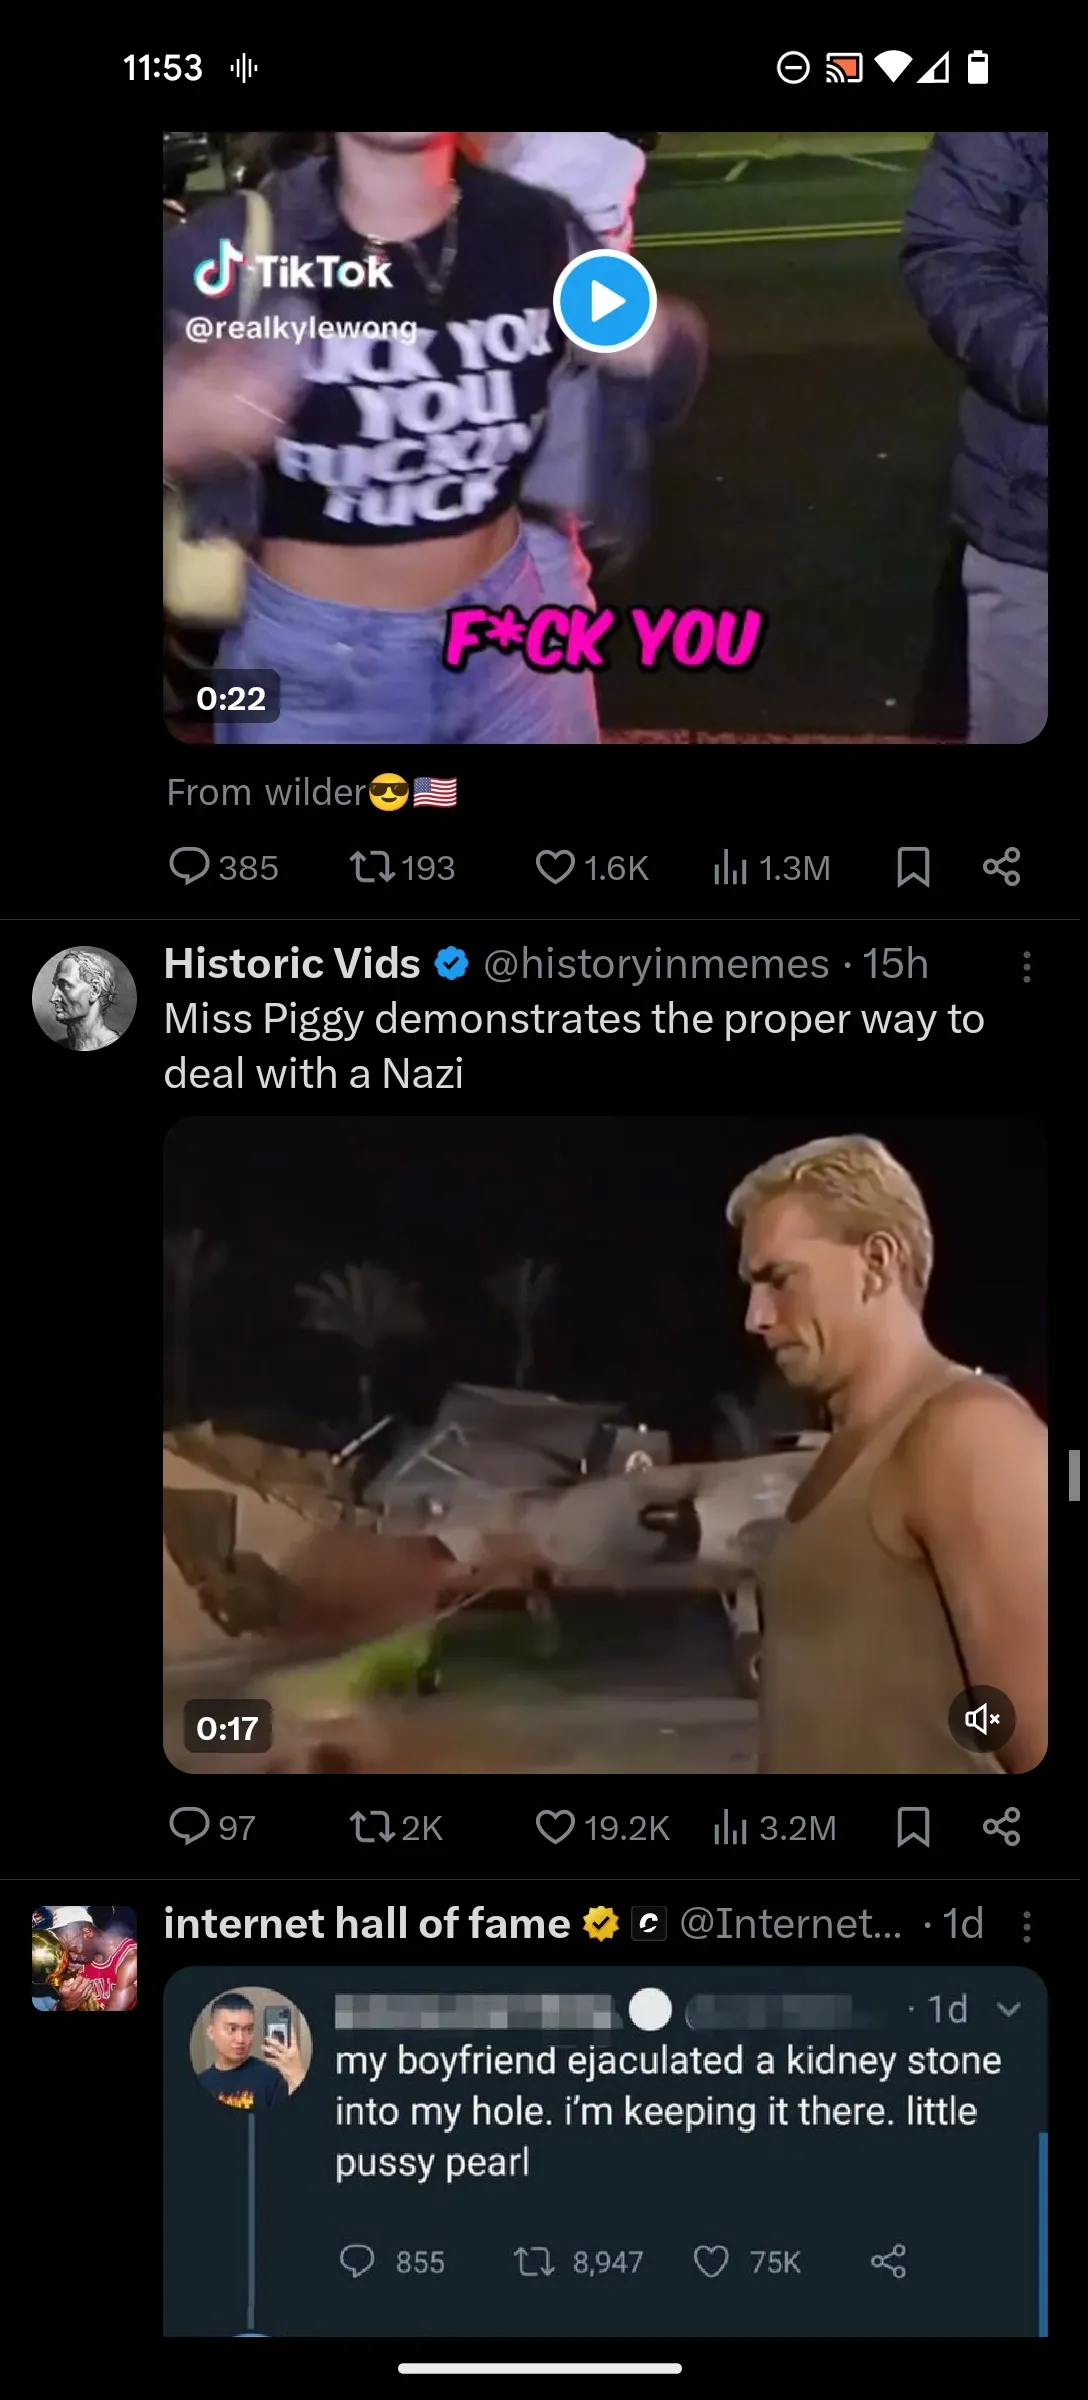 11:53
TikTok
@realkylewong
UCK YOU
YOU
FUCKIN
FUCK
F*CK YOU
0:22
From wilder😎🇺🇸
385 193 1.6K 1.3M
Historic Vids @historyinmemes · 15h
Miss Piggy demonstrates the proper way to
deal with a Nazi
0:17
97 2K 19.2K 3.2M
internet hall of fame @Internet... · 1d
· 1d
my boyfriend ejaculated a kidney stone
into my hole. i'm keeping it there. little
pussy pearl
855 8,947 75K